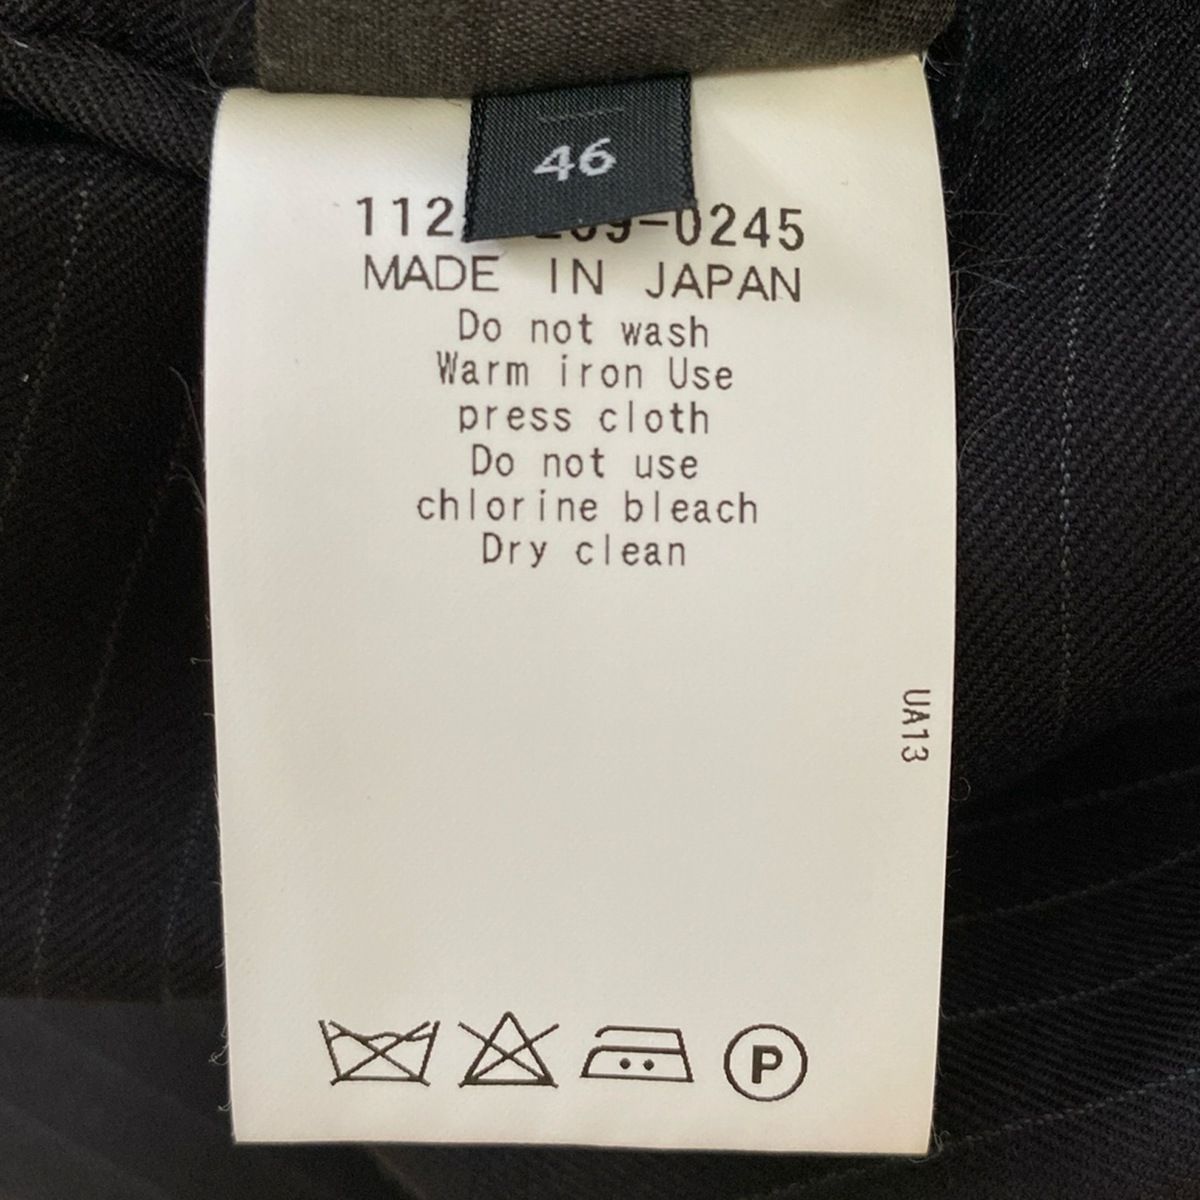 46
MADE IN JAPAN
Do not wash
Warm iron Use
press cloth
Do not use
chlorine bleach
Dry clean
UA13
P